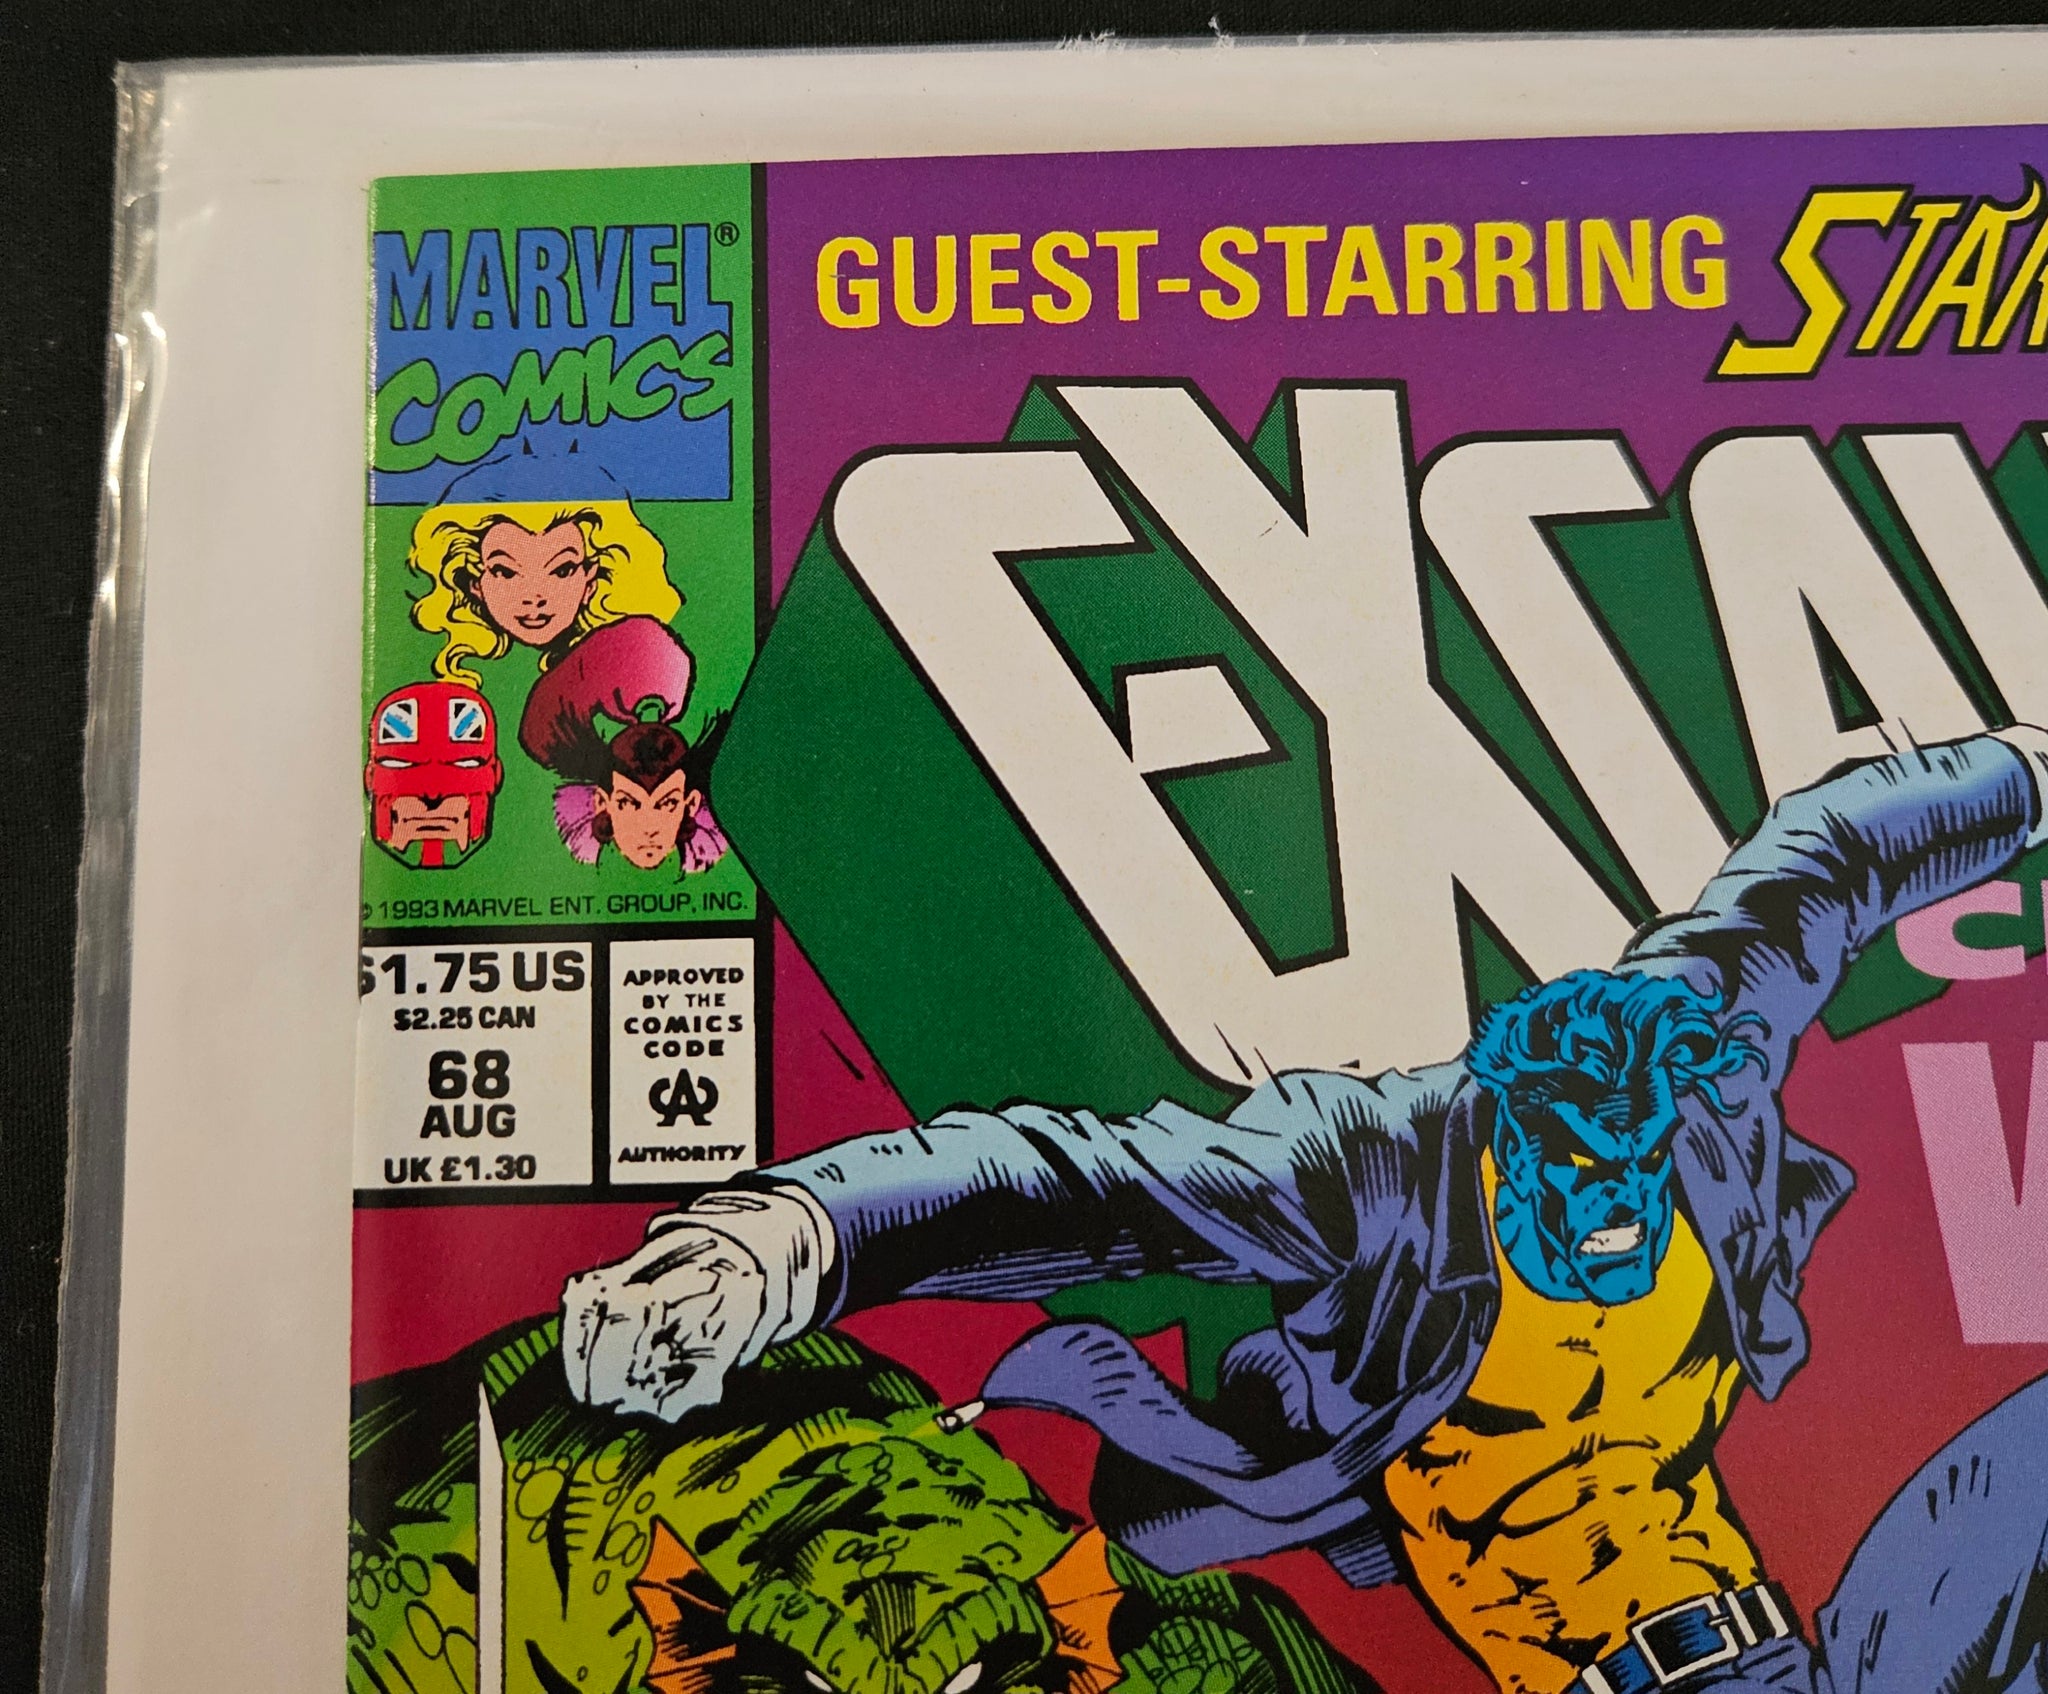 MARVEL®
COMICS
GUEST-STARRING
© 1993 MARVEL ENT. GROUP, INC.
$1.75 US
$2.25 CAN
68
AUG
UK £1.30
APPROVED
BY THE
COMICS
CODE
CA
AUTHORITY